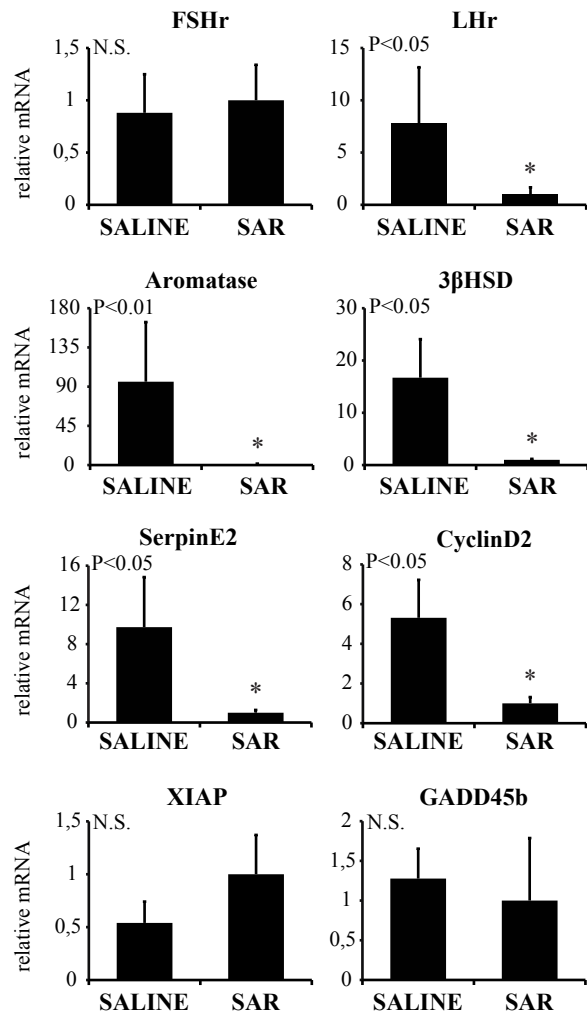 FSHr
N.S.
relative mRNA
1,5
1
0,5
0
SALINE SAR
LHr
P<0.05
15
10
5
0
*
SALINE SAR
Aromatase
P<0.01
relative mRNA
180
135
90
45
0
*
SALINE SAR
3βHSD
P<0.05
30
20
10
0
*
SALINE SAR
SerpinE2
P<0.05
relative mRNA
16
12
8
4
0
*
SALINE SAR
CyclinD2
P<0.05
8
6
4
2
0
*
SALINE SAR
XIAP
N.S.
relative mRNA
1,5
1
0,5
0
SALINE SAR
GADD45b
N.S.
2
1,5
1
0,5
0
SALINE SAR